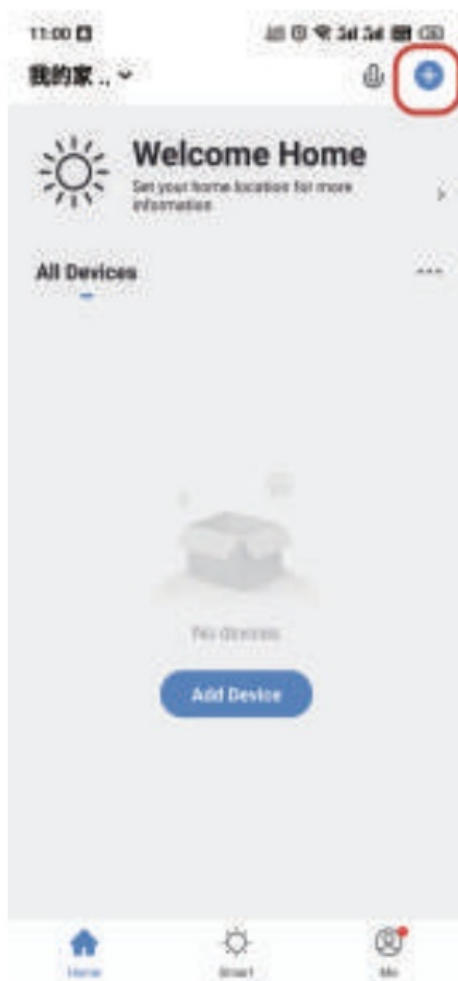 11:00
我的家 ..
Welcome Home
Set your home location for more
information
All Devices
No devices
Add Device
Home
Smart
Me